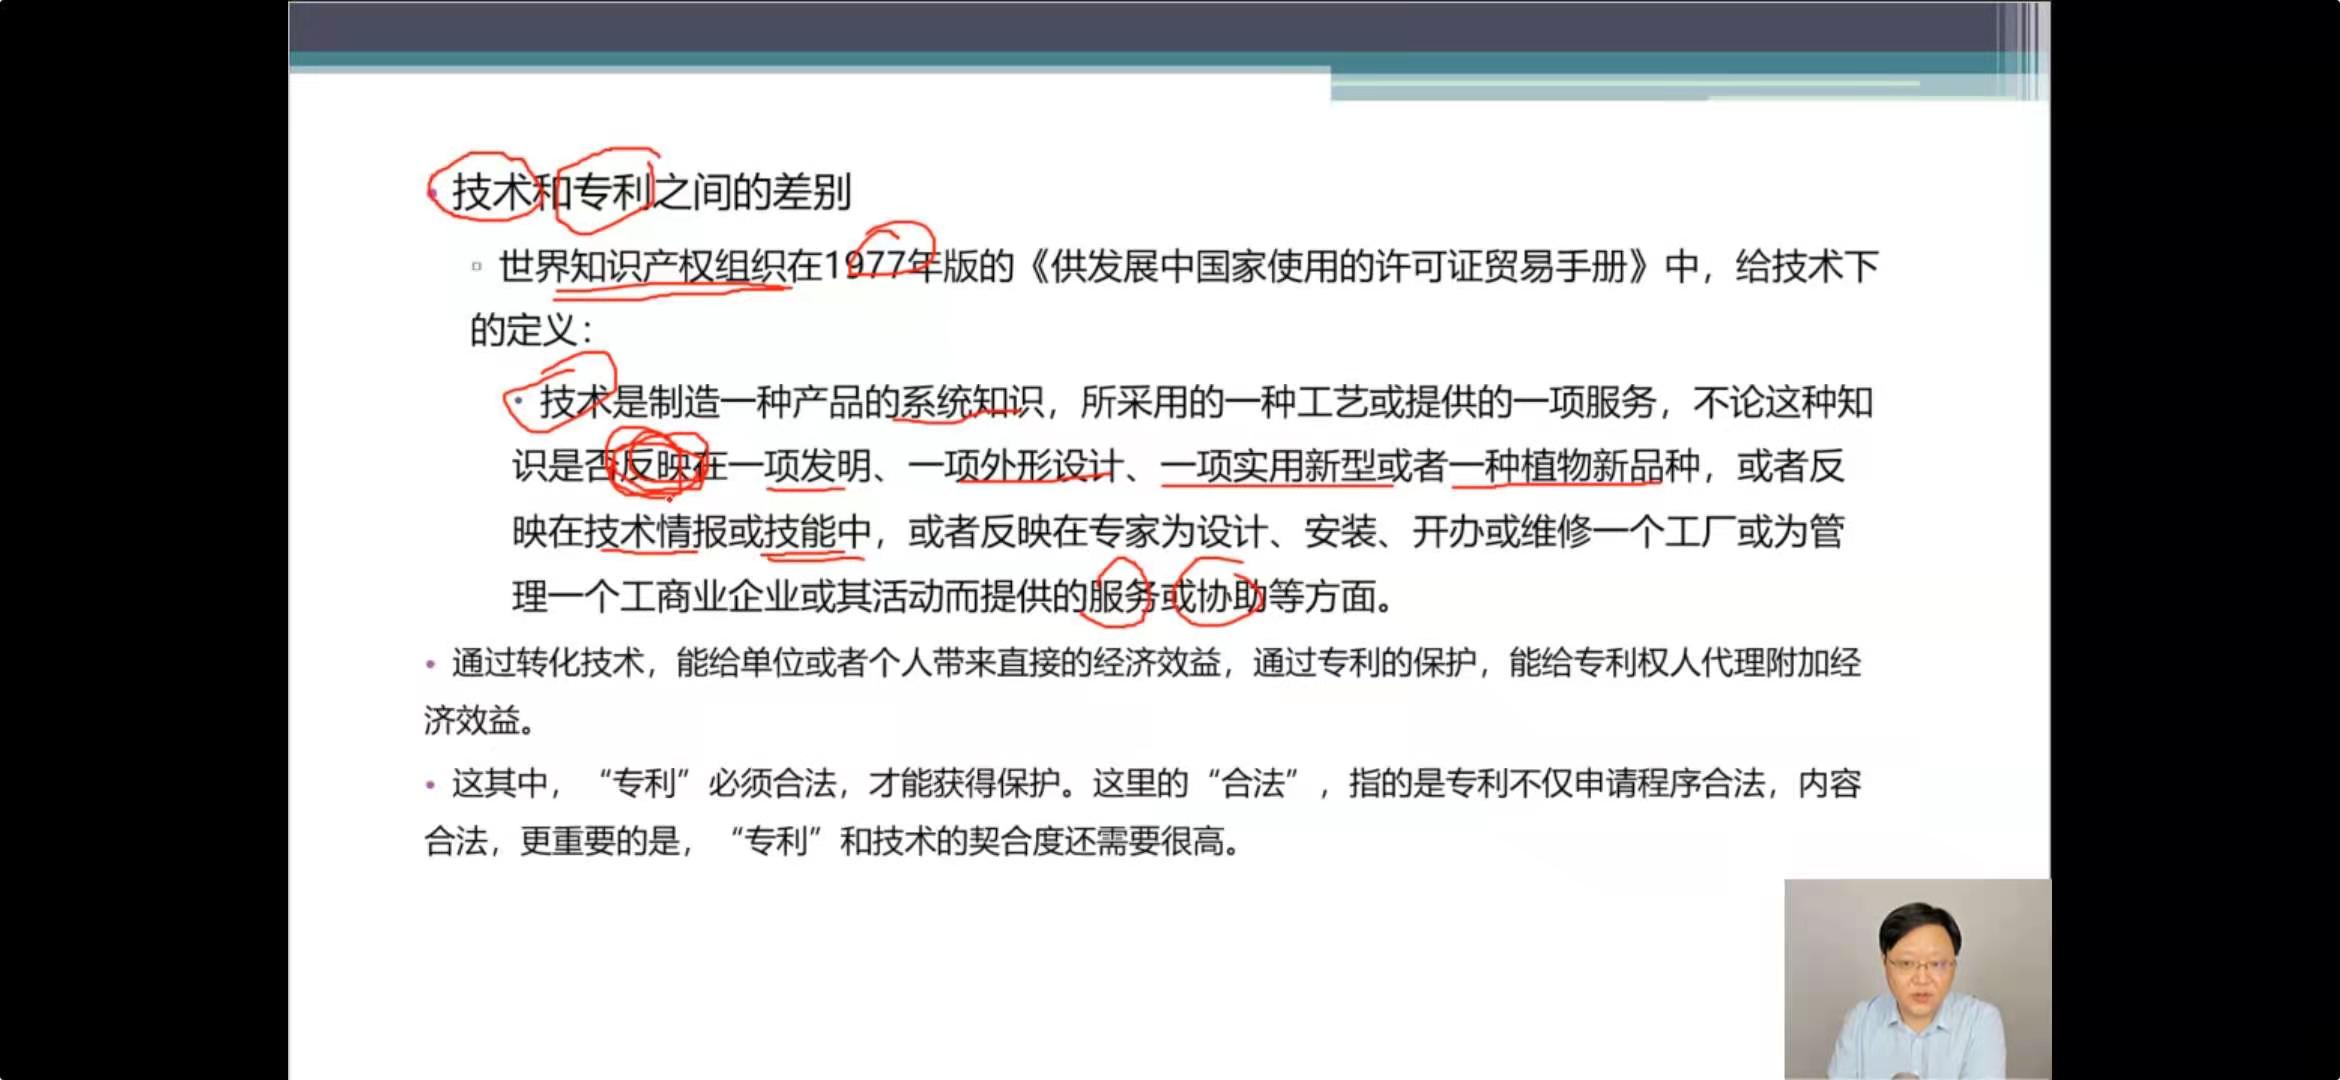 技术和专利之间的差别
世界知识产权组织在1977年版的《供发展中国家使用的许可证贸易手册》中，给技术下
的定义：
技术是制造一种产品的系统知识，所采用的一种工艺或提供的一项服务，不论这种知
识是否反映在一项发明、一项外形设计、一项实用新型或者一种植物新品种，或者反
映在技术情报或技能中，或者反映在专家为设计、安装、开办或维修一个工厂或为管
理一个工商业企业或其活动而提供的服务或协助等方面。
通过转化技术，能给单位或者个人带来直接的经济效益，通过专利的保护，能给专利权人代理附加经
济效益。
这其中，“专利”必须合法，才能获得保护。这里的“合法”，指的是专利不仅申请程序合法，内容
合法，更重要的是，“专利”和技术的契合度还需要很高。